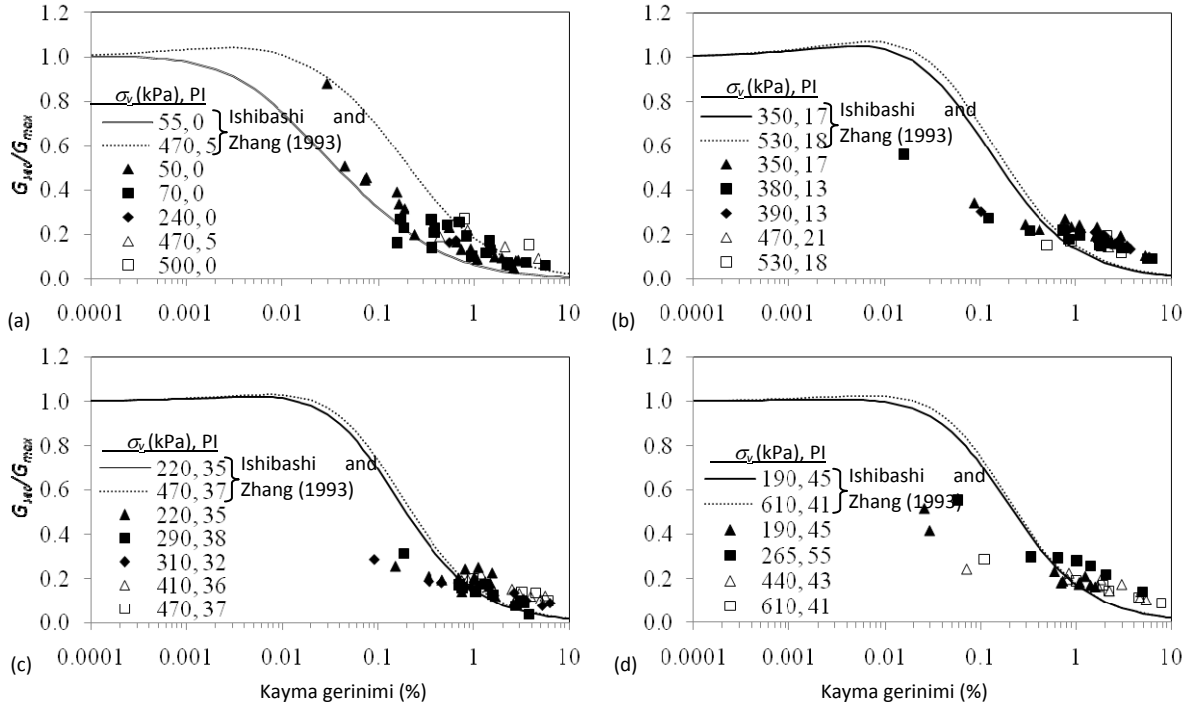 1.2
1.0
0.8
0.6
0.4
0.2
0.0
G_sec/G_max
σv (kPa), PI
55, 0
470, 5
Ishibashi and
Zhang (1993)
50, 0
70, 0
240, 0
470, 5
500, 0
(a)
0.0001 0.001 0.01 0.1 1 10
1.2
1.0
0.8
0.6
0.4
0.2
0.0
σv (kPa), PI
350, 17
530, 18
Ishibashi and
Zhang (1993)
350, 17
380, 13
390, 13
470, 21
530, 18
(b)
0.0001 0.001 0.01 0.1 1 10
1.2
1.0
0.8
0.6
0.4
0.2
0.0
G_sec/G_max
σv (kPa), PI
220, 35
470, 37
Ishibashi and
Zhang (1993)
220, 35
290, 38
310, 32
410, 36
470, 37
(c)
0.0001 0.001 0.01 0.1 1 10
Kayma gerinimi (%)
1.2
1.0
0.8
0.6
0.4
0.2
0.0
σv (kPa), PI
190, 45
610, 41
Ishibashi and
Zhang (1993)
190, 45
265, 55
440, 43
610, 41
(d)
0.0001 0.001 0.01 0.1 1 10
Kayma gerinimi (%)